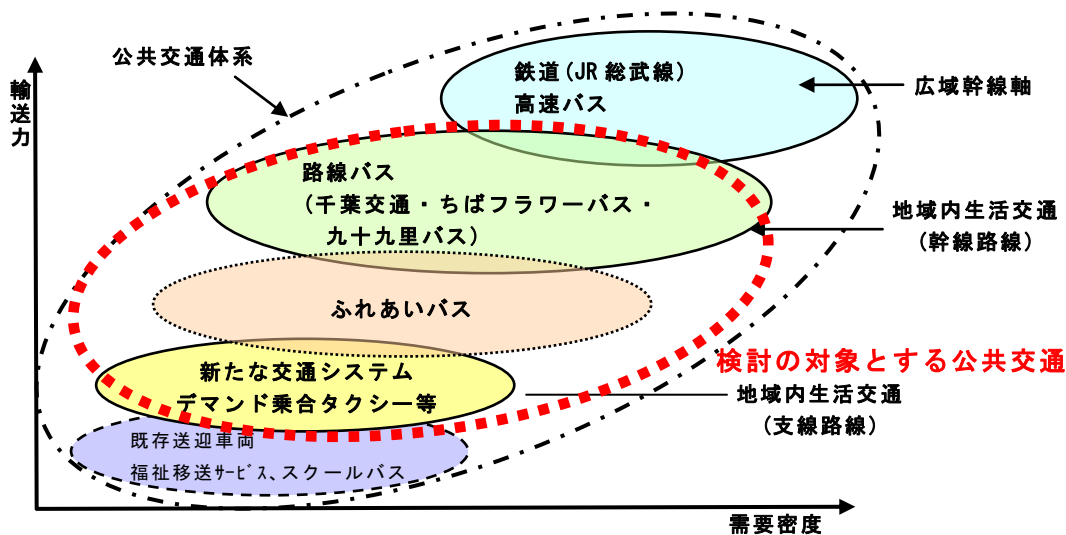 公共交通体系
輸送力
鉄道(JR 総武線)
高速バス
広域幹線軸
路線バス
(千葉交通・ちばフラワーバス・
九十九里バス)
地域内生活交通
(幹線路線)
ふれあいバス
検討の対象とする公共交通
新たな交通システム
デマンド乗合タクシー等
地域内生活交通
(支線路線)
既存送迎車両
福祉移送ｻｰﾋﾞｽ、スクールバス
需要密度